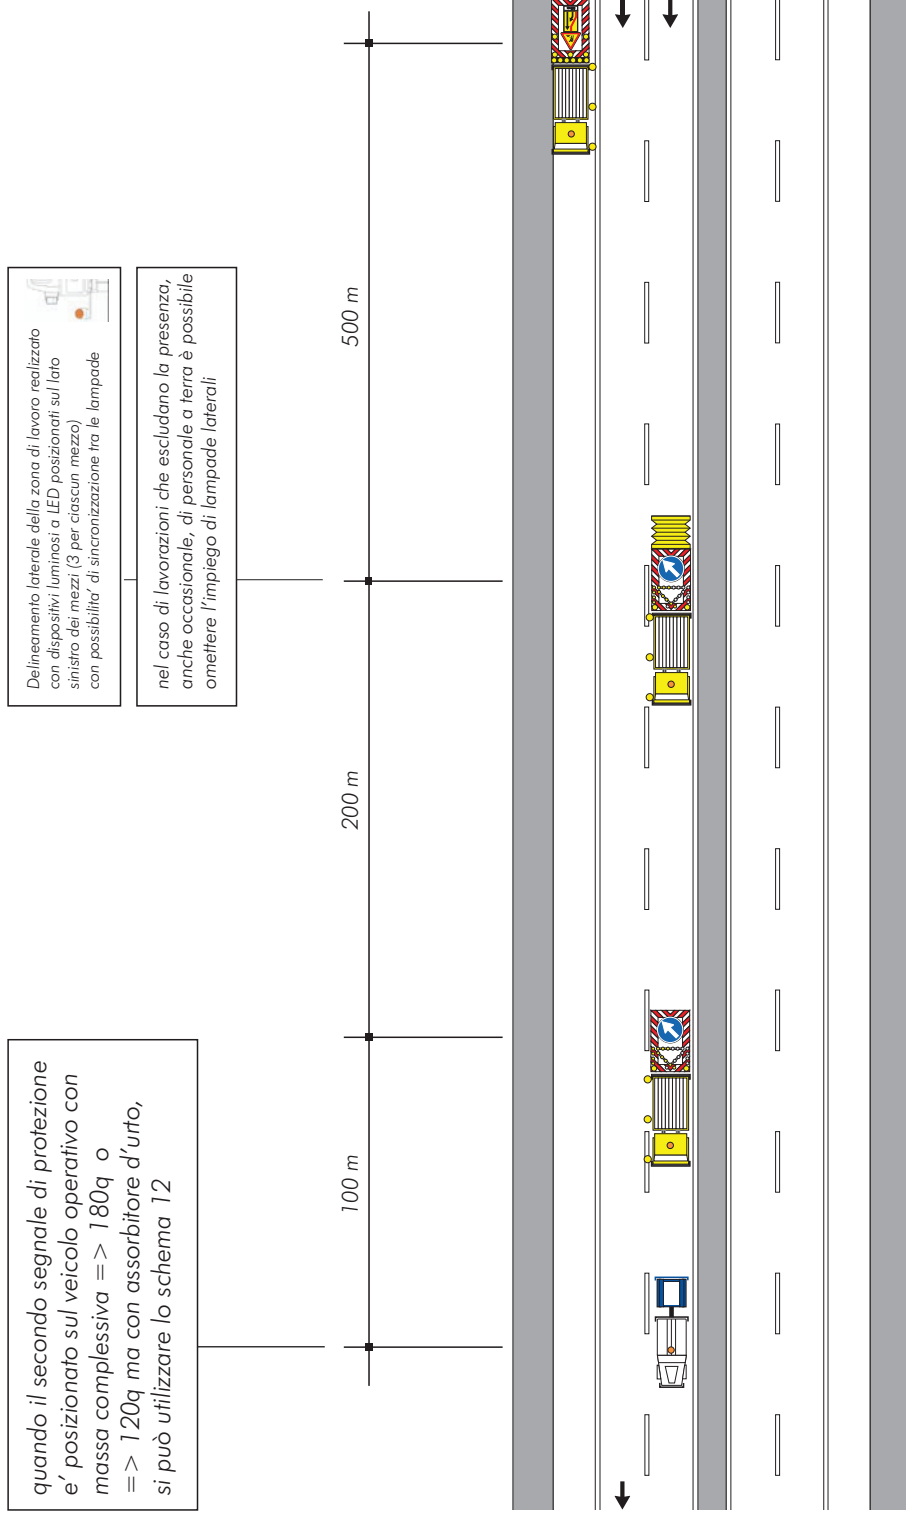 Delineamento laterale della zona di lavoro realizzato
con dispositivi luminosi a LED posizionati sul lato
sinistro dei mezzi (3 per ciascun mezzo)
con possibilita' di sincronizzazione tra le lampade
nel caso di lavorazioni che escludano la presenza,
anche occasionale, di personale a terra è possibile
omettere l'impiego di lampade laterali
quando il secondo segnale di protezione
e' posizionato sul veicolo operativo con
massa complessiva => 180q o
=> 120q ma con assorbitore d'urto,
si può utilizzare lo schema 12
100 m
200 m
500 m